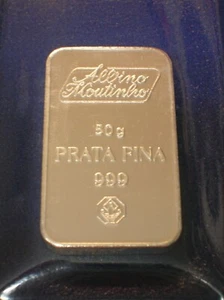 Albino
Moutinho
50g
PRATA FINA
999